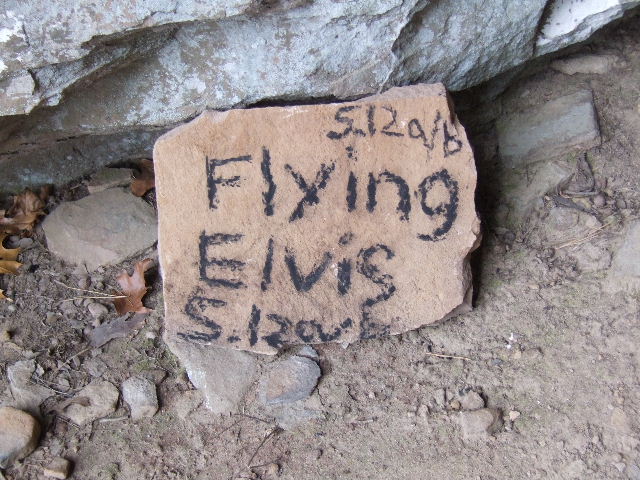 5.12a/b
Flying
Elvis
5.12a/b